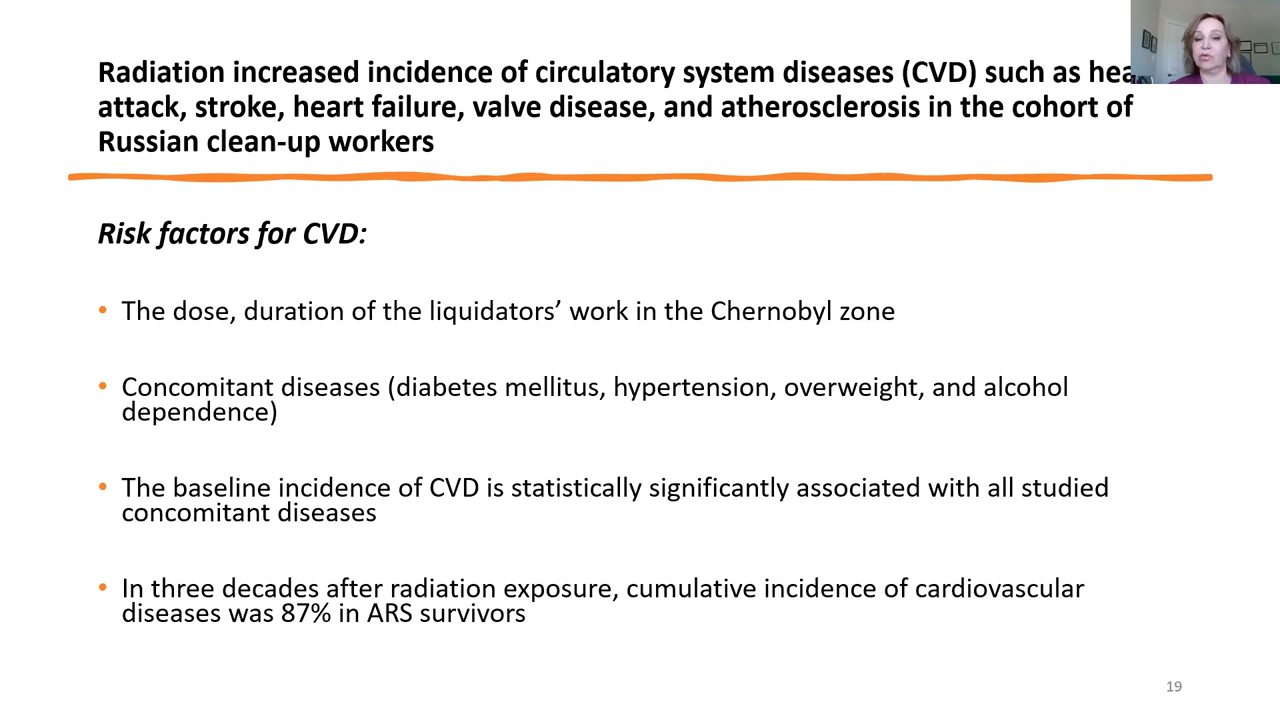 Radiation increased incidence of circulatory system diseases (CVD) such as
attack, stroke, heart failure, valve disease, and atherosclerosis in the cohort of
Russian clean-up workers
Risk factors for CVD:
• The dose, duration of the liquidators’ work in the Chernobyl zone
• Concomitant diseases (diabetes mellitus, hypertension, overweight, and alcohol
dependence)
• The baseline incidence of CVD is statistically significantly associated with all studied
concomitant diseases
• In three decades after radiation exposure, cumulative incidence of cardiovascular
diseases was 87% in ARS survivors
19